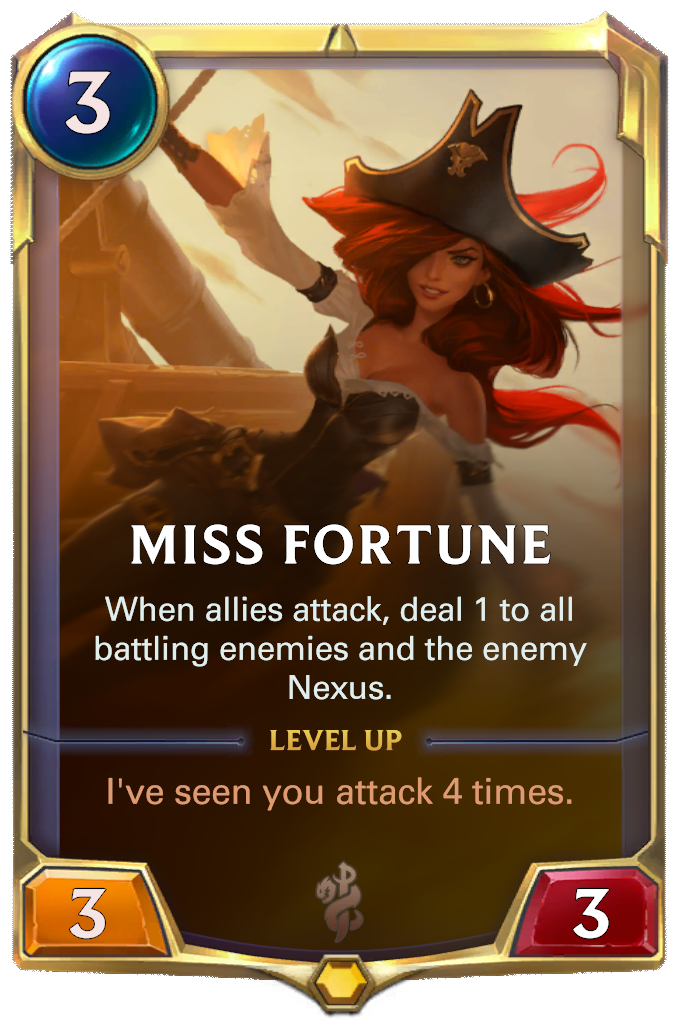 3
MISS FORTUNE
When allies attack, deal 1 to all
battling enemies and the enemy
Nexus.
LEVEL UP
I've seen you attack 4 times.
3
3